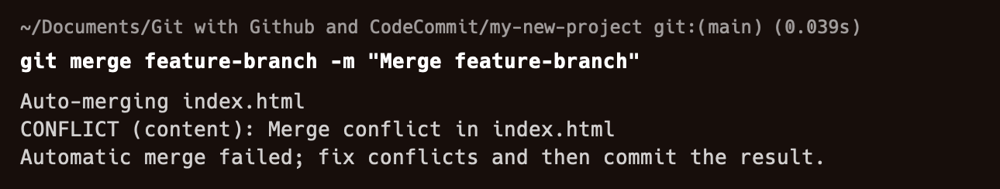 ~/Documents/Git with Github and CodeCommit/my-new-project git:(main) (0.039s)
git merge feature-branch -m "Merge feature-branch"
Auto-merging index.html
CONFLICT (content): Merge conflict in index.html
Automatic merge failed; fix conflicts and then commit the result.